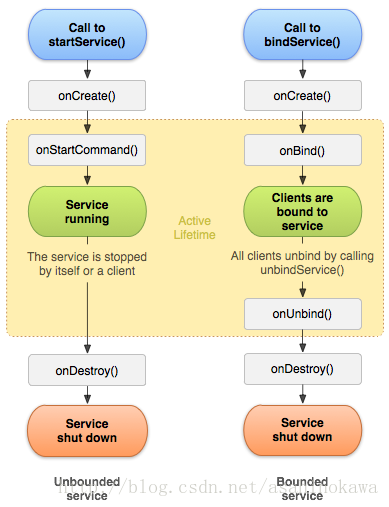 Call to
startService()
onCreate()
onStartCommand()
Service
running
The service is stopped
by itself or a client
onDestroy()
Service
shut down
Unbounded
service
Active
Lifetime
Call to
bindService()
onCreate()
onBind()
Clients are
bound to
service
All clients unbind by calling
unbindService()
onUnbind()
onDestroy()
Service
shut down
Bounded
service
http://blog.csdn.net/asahinokawa